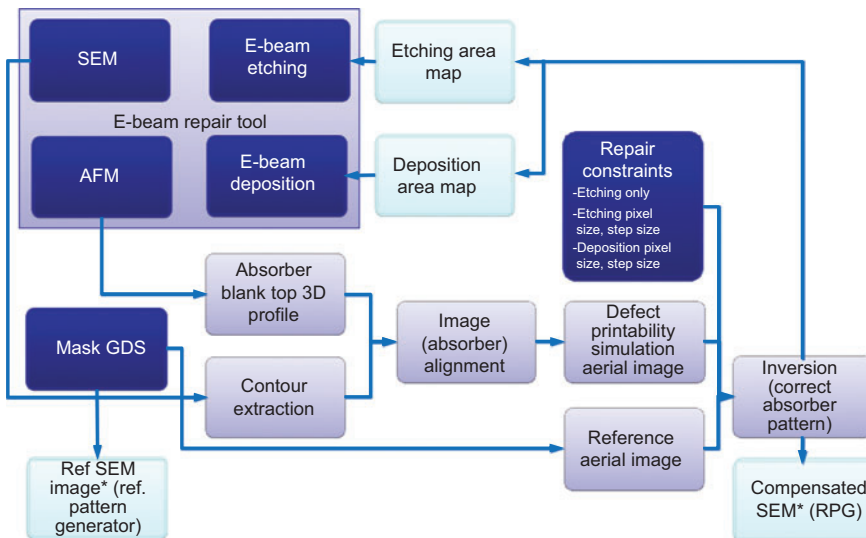 SEM
E-beam
etching
Etching area
map
E-beam repair tool
AFM
E-beam
deposition
Deposition
area map
Repair
constraints
-Etching only
-Etching pixel
size, step size
-Deposition pixel
size, step size
Absorber
blank top 3D
profile
Mask GDS
Contour
extraction
Image
(absorber)
alignment
Defect
printability
simulation
aerial image
Reference
aerial image
Inversion
(correct
absorber
pattern)
Ref SEM
image* (ref.
pattern
generator)
Compensated
SEM* (RPG)